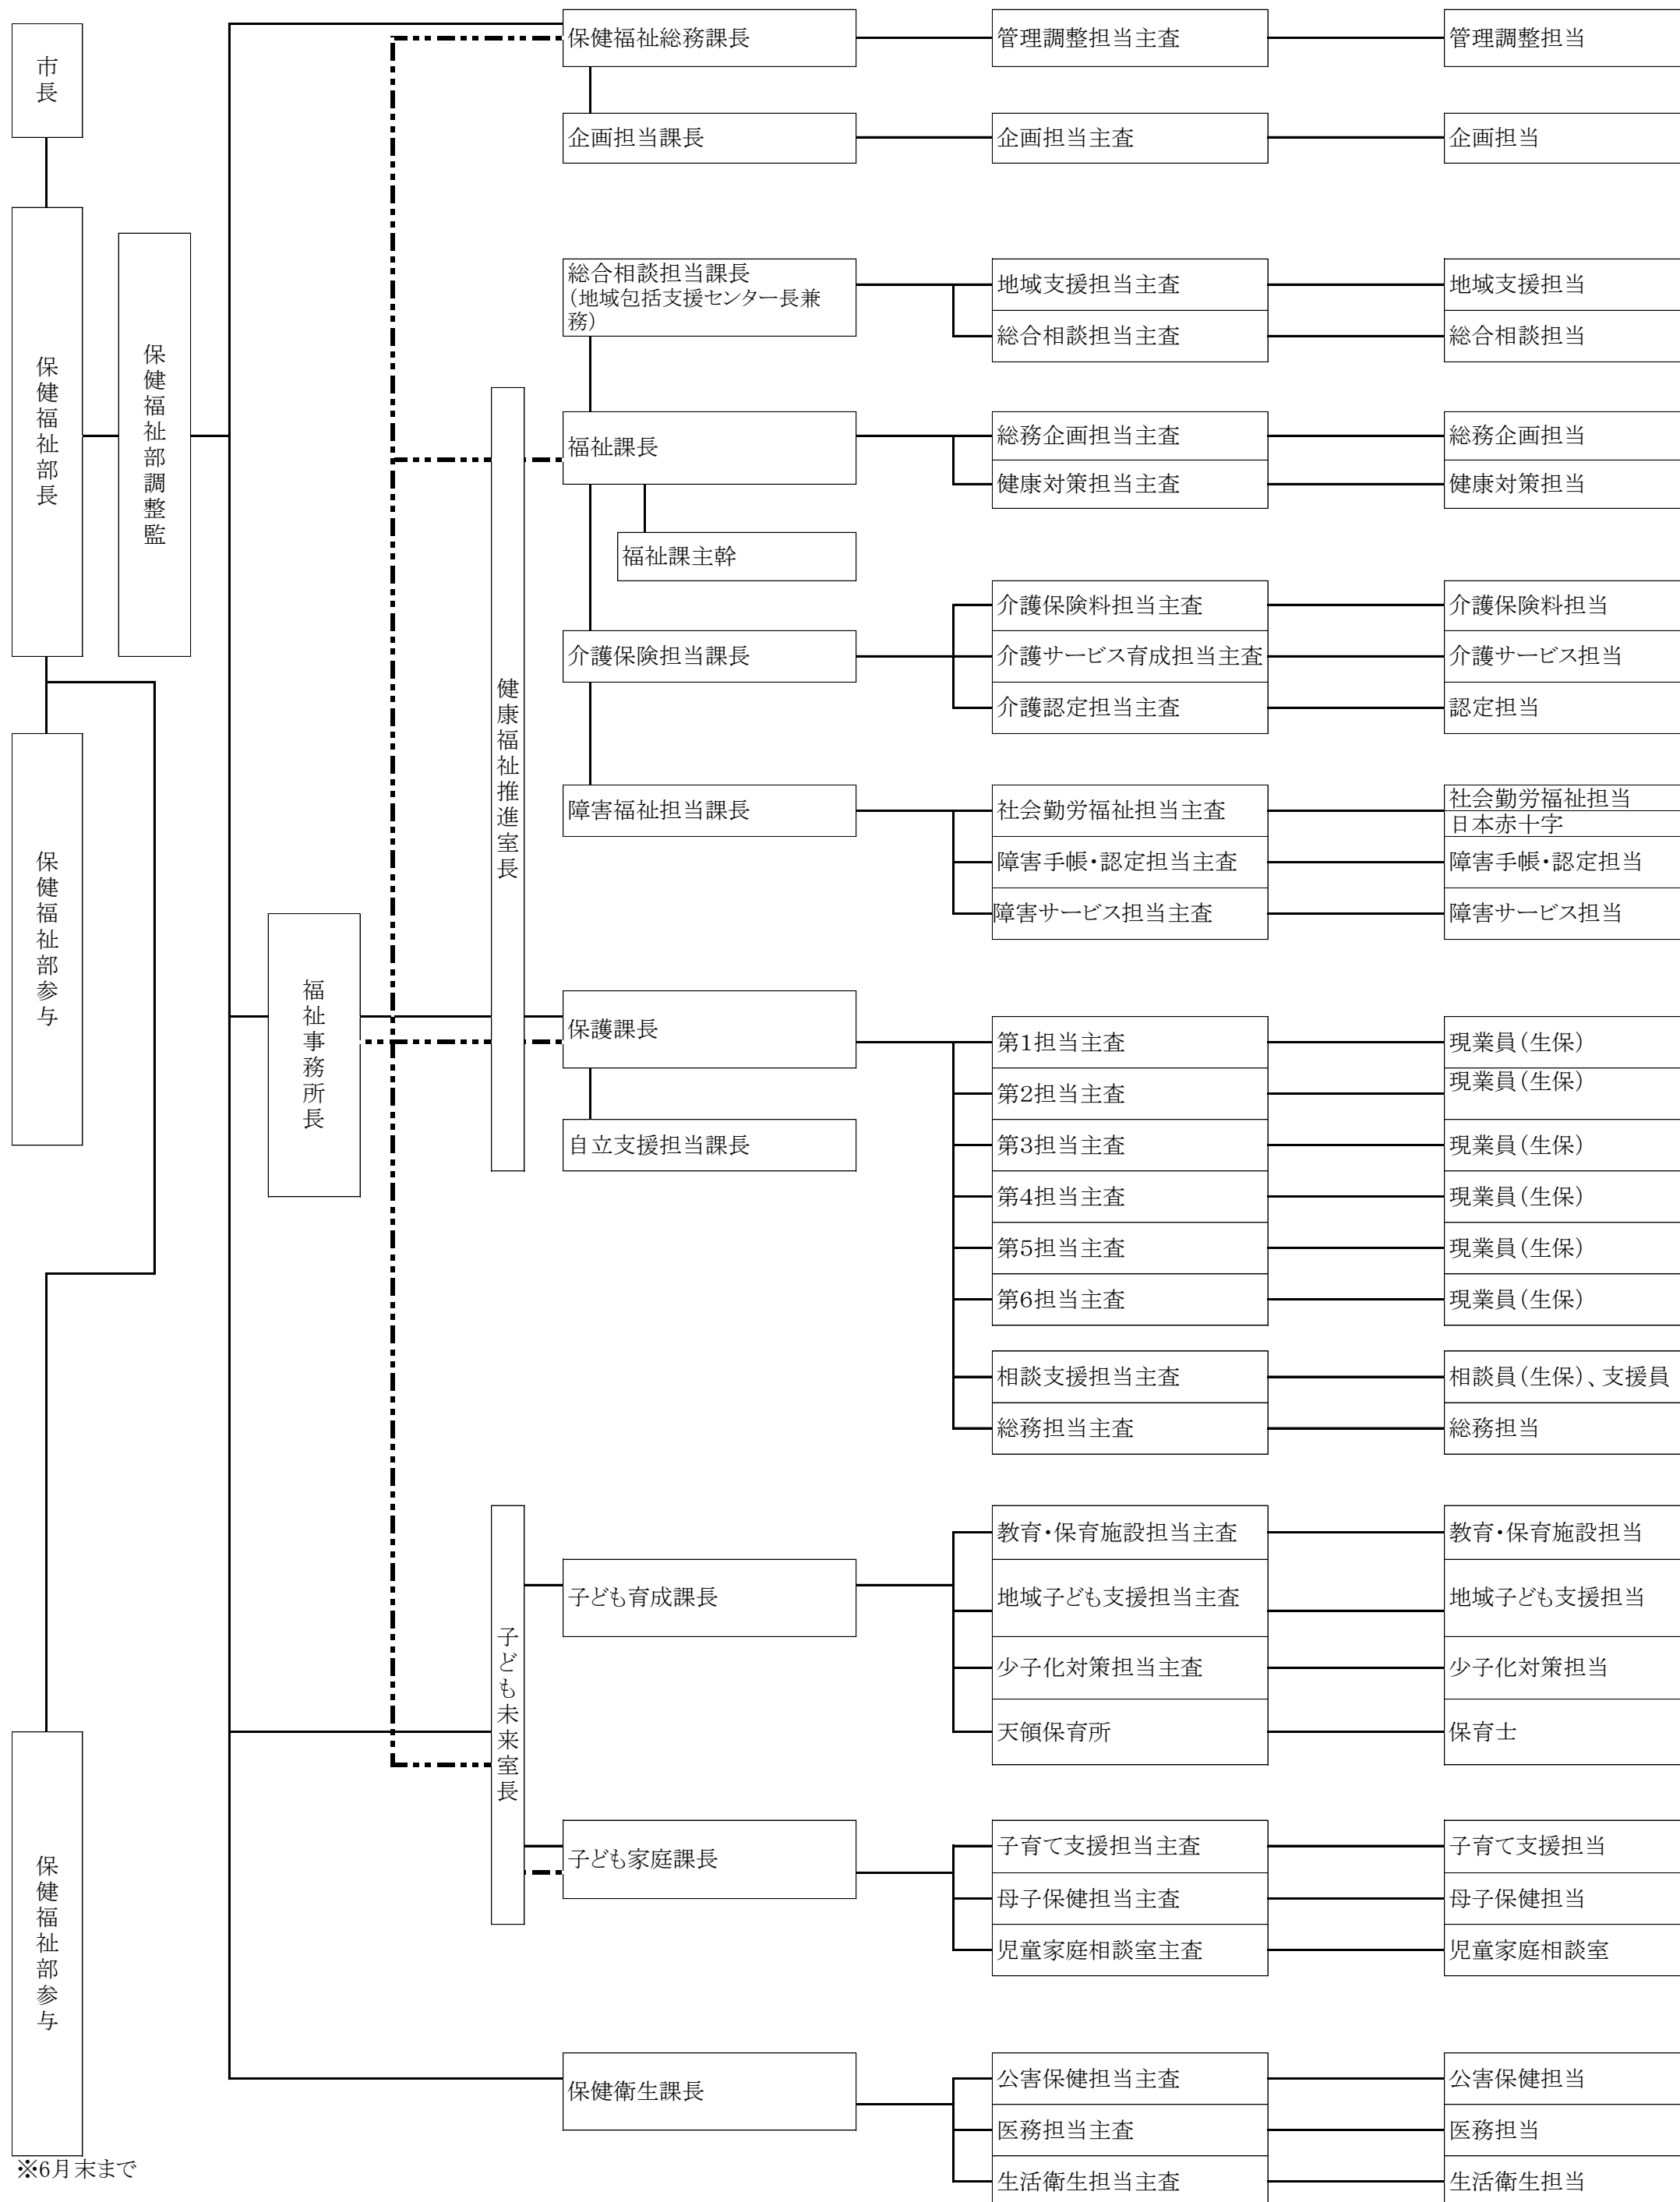 市長
保健福祉部長
保健福祉部調整監
保健福祉部参与
保健福祉部参与
※6月末まで
福祉事務所長
健康福祉推進室長
子ども未来室長
保健福祉総務課長
管理調整担当主査
管理調整担当
企画担当課長
企画担当主査
企画担当
総合相談担当課長
（地域包括支援センター長兼
務）
地域支援担当主査
地域支援担当
総合相談担当主査
総合相談担当
福祉課長
総務企画担当主査
総務企画担当
健康対策担当主査
健康対策担当
福祉課主幹
介護保険料担当主査
介護保険料担当
介護保険担当課長
介護サービス育成担当主査
介護サービス担当
介護認定担当主査
認定担当
障害福祉担当課長
社会勤労福祉担当主査
社会勤労福祉担当
日本赤十字
障害手帳・認定担当主査
障害手帳・認定担当
障害サービス担当主査
障害サービス担当
保護課長
第1担当主査
現業員（生保）
第2担当主査
現業員（生保）
自立支援担当課長
第3担当主査
現業員（生保）
第4担当主査
現業員（生保）
第5担当主査
現業員（生保）
第6担当主査
現業員（生保）
相談支援担当主査
相談員（生保）、支援員
総務担当主査
総務担当
教育・保育施設担当主査
教育・保育施設担当
子ども育成課長
地域子ども支援担当主査
地域子ども支援担当
少子化対策担当主査
少子化対策担当
天領保育所
保育士
子ども家庭課長
子育て支援担当主査
子育て支援担当
母子保健担当主査
母子保健担当
児童家庭相談室主査
児童家庭相談室
保健衛生課長
公害保健担当主査
公害保健担当
医務担当主査
医務担当
生活衛生担当主査
生活衛生担当